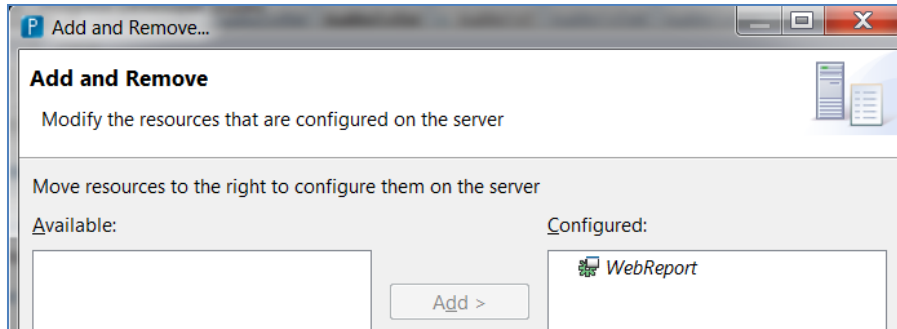 Add and Remove...
Add and Remove
Modify the resources that are configured on the server
Move resources to the right to configure them on the server
Available:
Configured:
WebReport
Add >